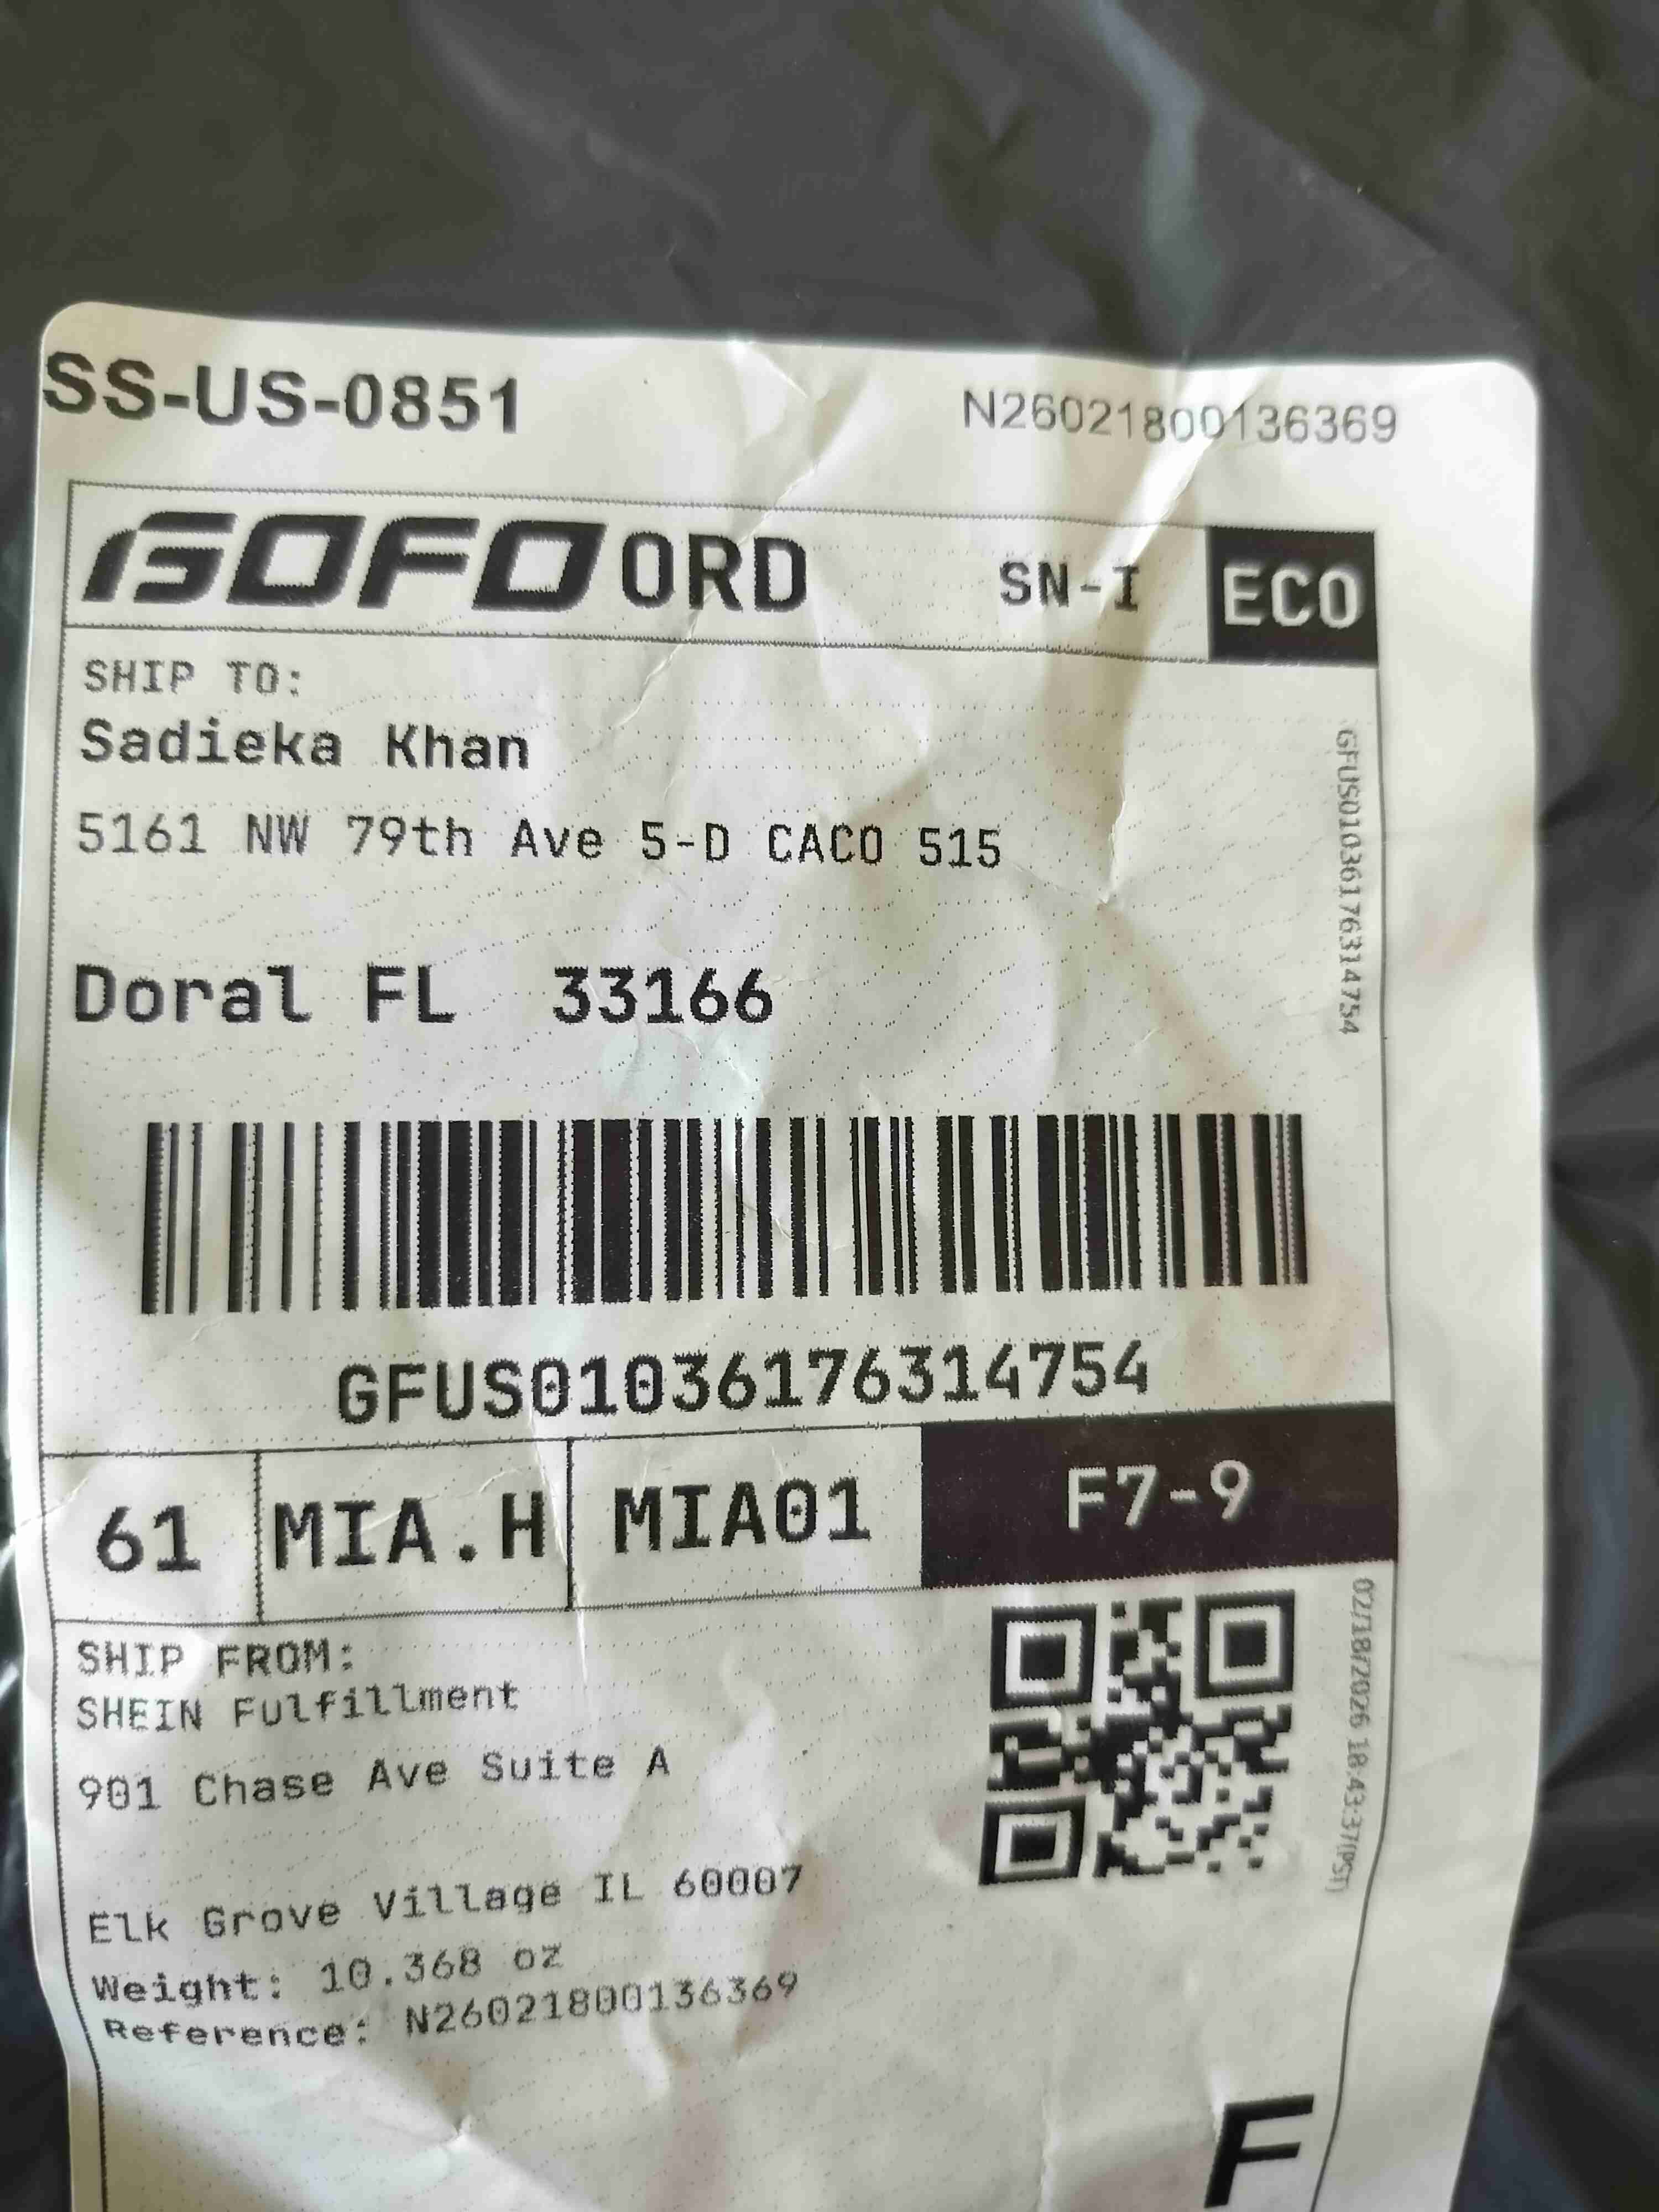 SS-US-0851
N26021800136369
GOFO ORD SN-I ECO
SHIP TO:
Sadieka Khan
5161 NW 79th Ave 5-D CACO 515
Doral FL 33166
GFUS01036176314754
GFUS01036176314754
61 MIA.H MIA01 F7-9
SHIP FROM:
SHEIN Fulfillment
901 Chase Ave Suite A
Elk Grove Village IL 60007
Weight: 10.368 oz
Reference: N26021800136369
02/18/2026 18:43:37(PST)
F